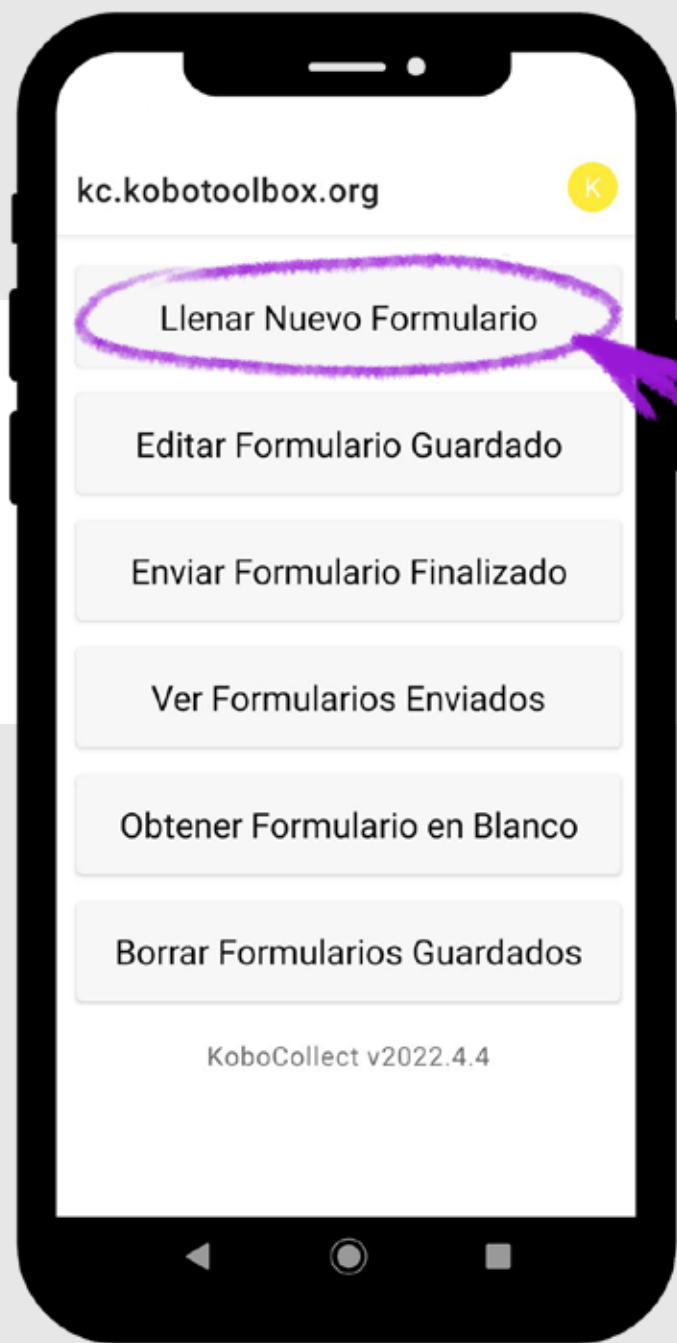 kc.kobotoolbox.org
K
Llenar Nuevo Formulario
Editar Formulario Guardado
Enviar Formulario Finalizado
Ver Formularios Enviados
Obtener Formulario en Blanco
Borrar Formularios Guardados
KoboCollect v2022.4.4